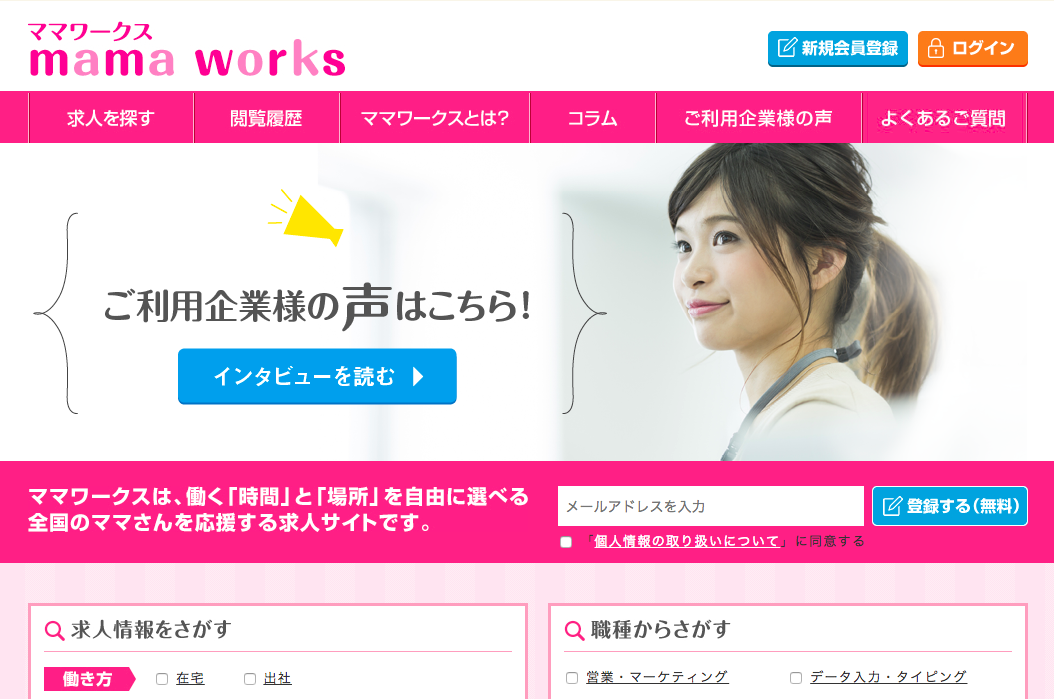 ママワークス
mama works
新規会員登録
ログイン
求人を探す
閲覧履歴
ママワークスとは?
コラム
ご利用企業様の声
よくあるご質問
ご利用企業様の声はこちら!
インタビューを読む
ママワークスは、働く「時間」と「場所」を自由に選べる
全国のママさんを応援する求人サイトです。
メールアドレスを入力
登録する(無料)
「個人情報の取り扱いについて」に同意する
求人情報をさがす
働き方
在宅
出社
職種からさがす
営業・マーケティング
データ入力・タイピング